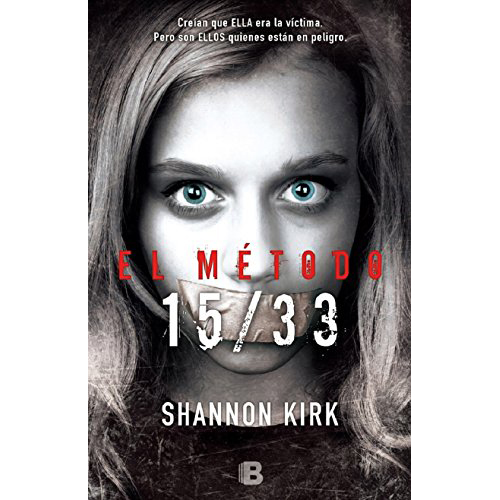 Creían que ELLA era la víctima.
Pero son ELLOS quienes están en peligro.
EL MÉTODO
15/33
SHANNON KIRK
B